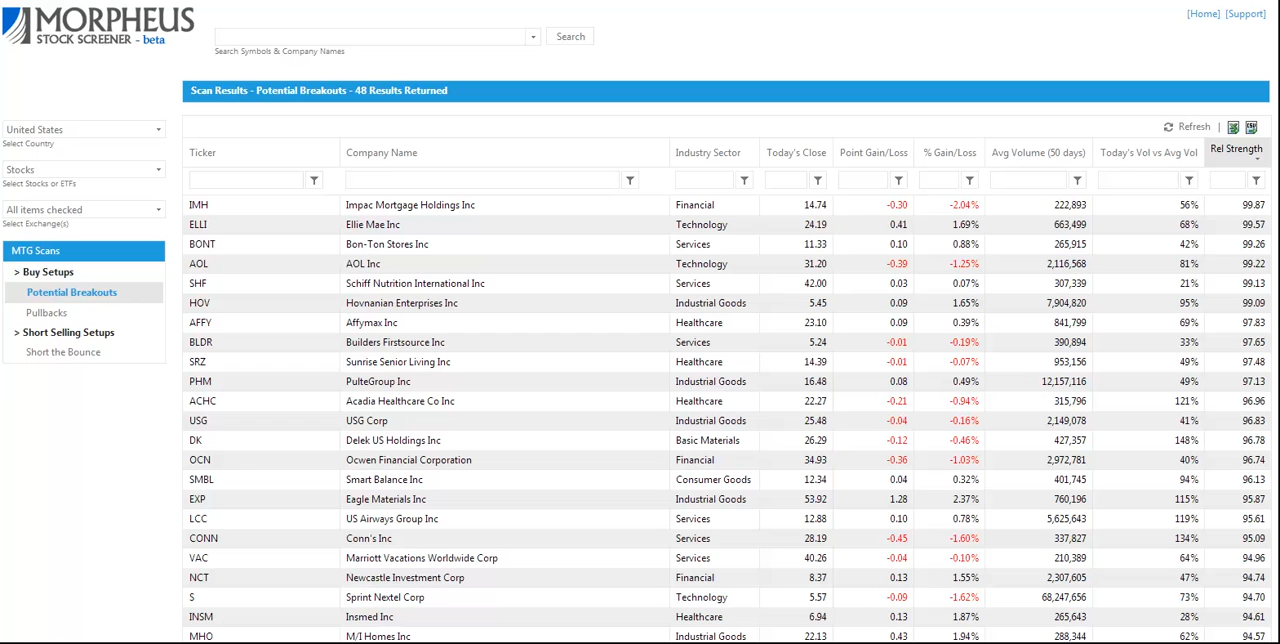 MORPHEUS
STOCK SCREENER - beta
[Home] [Support]
Search
Search Symbols & Company Names
Scan Results - Potential Breakouts - 48 Results Returned
United States
Select Country
Stocks
Select Stocks or ETFs
All items checked
Select Exchange(s)
MTG Scans
> Buy Setups
Potential Breakouts
Pullbacks
> Short Selling Setups
Short the Bounce
Refresh | CSV
Ticker Company Name Industry Sector Today's Close Point Gain/Loss % Gain/Loss Avg Volume (50 days) Today's Vol vs Avg Vol Rel Strength
IMH Impac Mortgage Holdings Inc Financial 14.74 -0.30 -2.04% 222,893 56% 99.87
ELLI Ellie Mae Inc Technology 24.19 0.41 1.69% 663,499 68% 99.57
BONT Bon-Ton Stores Inc Services 11.33 0.10 0.88% 265,915 42% 99.26
AOL AOL Inc Technology 31.20 -0.39 -1.25% 2,116,568 81% 99.22
SHF Schiff Nutrition International Inc Services 42.00 0.03 0.07% 307,339 21% 99.13
HOV Hovnanian Enterprises Inc Industrial Goods 5.45 0.09 1.65% 7,904,820 95% 99.09
AFFY Affymax Inc Healthcare 23.10 0.09 0.39% 841,799 69% 97.83
BLDR Builders Firstsource Inc Services 5.24 -0.01 -0.19% 390,894 33% 97.65
SRZ Sunrise Senior Living Inc Healthcare 14.39 -0.01 -0.07% 953,156 49% 97.48
PHM PulteGroup Inc Industrial Goods 16.48 0.08 0.49% 12,157,116 49% 97.13
ACHC Acadia Healthcare Co Inc Healthcare 22.27 -0.21 -0.94% 315,796 121% 96.96
USG USG Corp Industrial Goods 25.48 -0.04 -0.16% 2,149,078 41% 96.83
DK Delek US Holdings Inc Basic Materials 26.29 -0.12 -0.46% 427,357 148% 96.78
OCN Ocwen Financial Corporation Financial 34.93 -0.36 -1.03% 2,972,781 40% 96.74
SMBL Smart Balance Inc Consumer Goods 12.34 0.04 0.32% 401,745 94% 96.13
EXP Eagle Materials Inc Industrial Goods 53.92 1.28 2.37% 760,196 115% 95.87
LCC US Airways Group Inc Services 12.88 0.10 0.78% 5,625,643 119% 95.61
CONN Conn's Inc Services 28.19 -0.45 -1.60% 337,827 134% 95.09
VAC Marriott Vacations Worldwide Corp Services 40.26 -0.04 -0.10% 210,389 64% 94.96
NCT Newcastle Investment Corp Financial 8.37 0.13 1.55% 2,307,605 47% 94.74
S Sprint Nextel Corp Technology 5.57 -0.09 -1.62% 68,247,656 73% 94.70
INSM Insmed Inc Healthcare 6.94 0.13 1.87% 265,643 28% 94.61
MHO M/I Homes Inc Industrial Goods 22.13 0.43 1.94% 288,344 62% 94.57